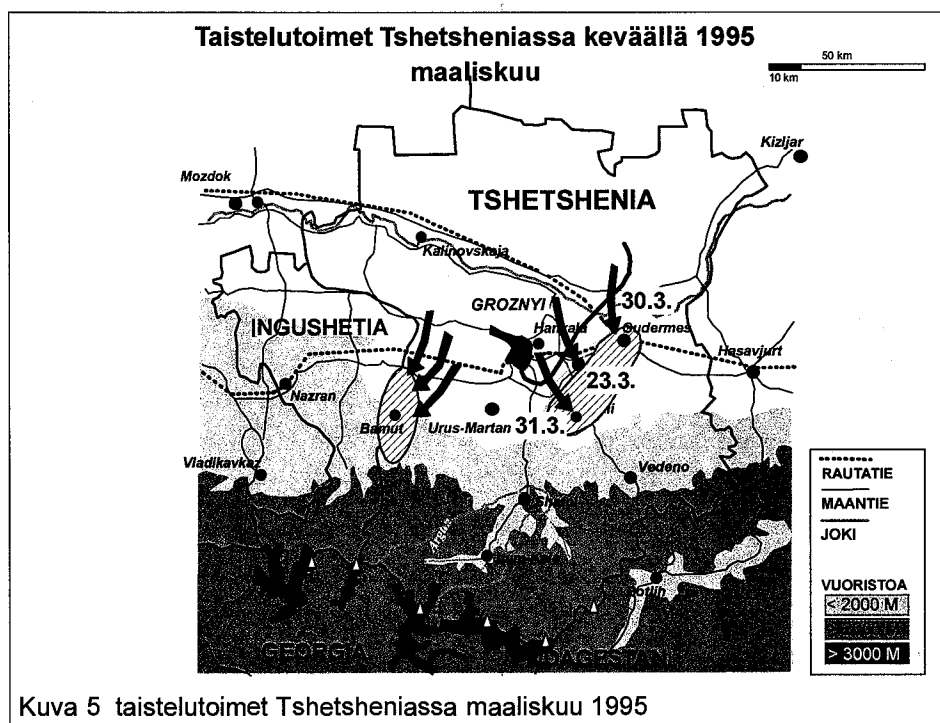 Taistelutoimet Tshetsheniassa keväällä 1995
maaliskuu
50 km
10 km
Kizljar
Mozdok
TSHETSHENIA
Kalinovskaja
GROZNYI
30.3.
INGUSHETIA
Hankala
Gudermes
Hasavjurt
23.3.
Nazran
Bamut
Urus-Martan
31.3.
Vladikavkaz
Vedeno
Argun
Botlih
GEORGIA
DAGESTAN
RAUTATIE
MAANTIE
JOKI
VUORISTOA
< 2000 M
> 3000 M
Kuva 5 taistelutoimet Tshetsheniassa maaliskuu 1995